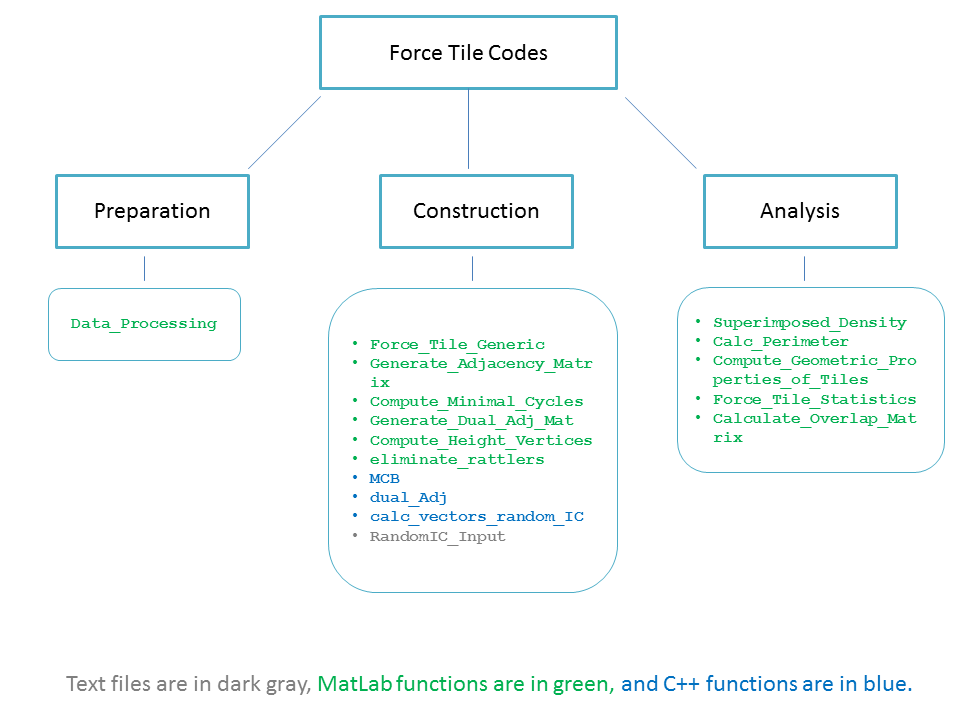 Force Tile Codes
Preparation
Construction
Analysis
Data_Processing
• Force_Tile_Generic
• Generate_Adjacency_Matr
ix
• Compute_Minimal_Cycles
• Generate_Dual_Adj_Mat
• Compute_Height_Vertices
• eliminate_rattlers
• MCB
• dual_Adj
• calc_vectors_random_IC
• RandomIC_Input
• Superimposed_Density
• Calc_Perimeter
• Compute_Geometric_Pro
perties_of_Tiles
• Force_Tile_Statistics
• Calculate_Overlap_Mat
rix
Text files are in dark gray, MatLab functions are in green, and C++ functions are in blue.